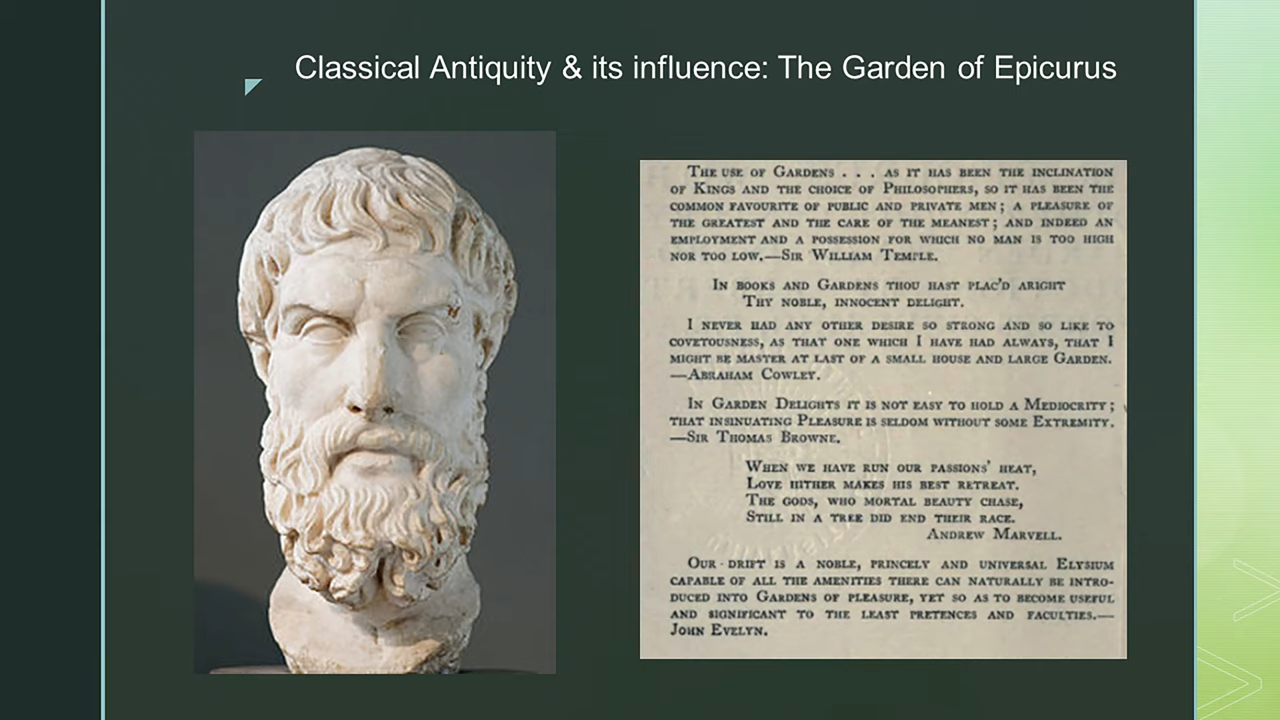 Classical Antiquity & its influence: The Garden of Epicurus
The use of Gardens . . . as it has been the inclination
of Kings and the choice of Philosophers, so it has been the
common favourite of public and private men; a pleasure of
the greatest and the care of the meanest; and indeed an
employment and a possession for which no man is too high
nor too low.—Sir William Temple.
In books and Gardens thou hast plac'd aright
Thy noble, innocent delight.
I never had any other desire so strong and so like to
covetousness, as that one which I have had always, that I
might be master at last of a small house and large Garden.
—Abraham Cowley.
In Garden Delights it is not easy to hold a Mediocrity;
that insinuating Pleasure is seldom without some Extremity.
—Sir Thomas Browne.
When we have run our passions' heat,
Love hither makes his best retreat.
The gods, who mortal beauty chase,
Still in a tree did end their race.
Andrew Marvell.
Our drift is a noble, princely and universal Elysium
capable of all the amenities there can naturally be intro-
duced into Gardens of pleasure, yet so as to become useful
and significant to the least pretences and faculties.—
John Evelyn.